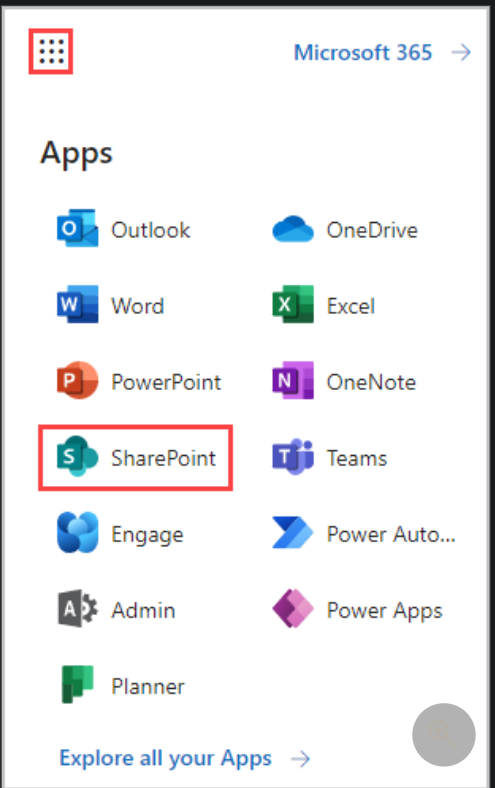 Microsoft 365
Apps
Outlook
OneDrive
Word
Excel
PowerPoint
OneNote
SharePoint
Teams
Engage
Power Auto...
Admin
Power Apps
Planner
Explore all your Apps